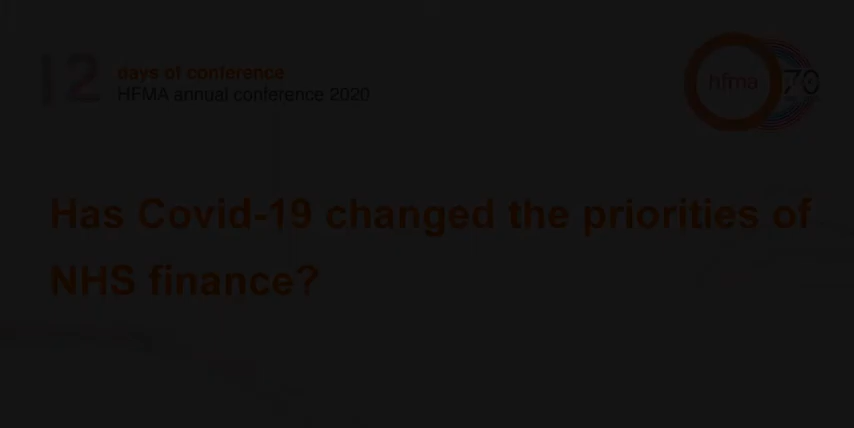 12 days of conference
HFMA annual conference 2020
hfma 70
Has Covid-19 changed the priorities of
NHS finance?